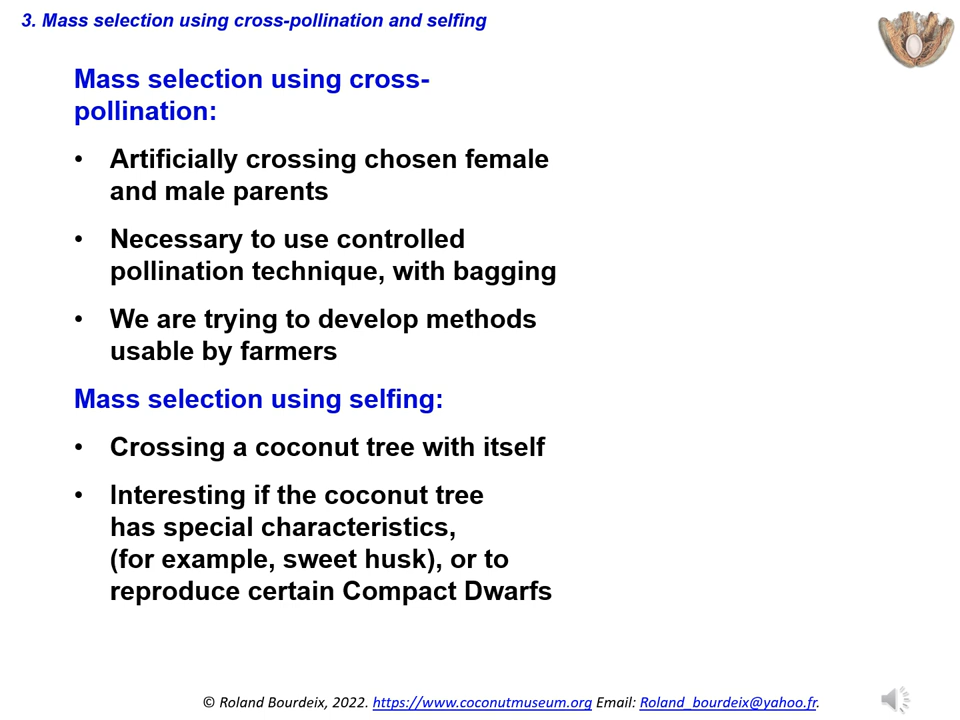 3. Mass selection using cross-pollination and selfing
Mass selection using cross-
pollination:
• Artificially crossing chosen female
and male parents
• Necessary to use controlled
pollination technique, with bagging
• We are trying to develop methods
usable by farmers
Mass selection using selfing:
• Crossing a coconut tree with itself
• Interesting if the coconut tree
has special characteristics,
(for example, sweet husk), or to
reproduce certain Compact Dwarfs
© Roland Bourdeix, 2022. https://www.coconutmuseum.org Email: Roland_bourdeix@yahoo.fr.